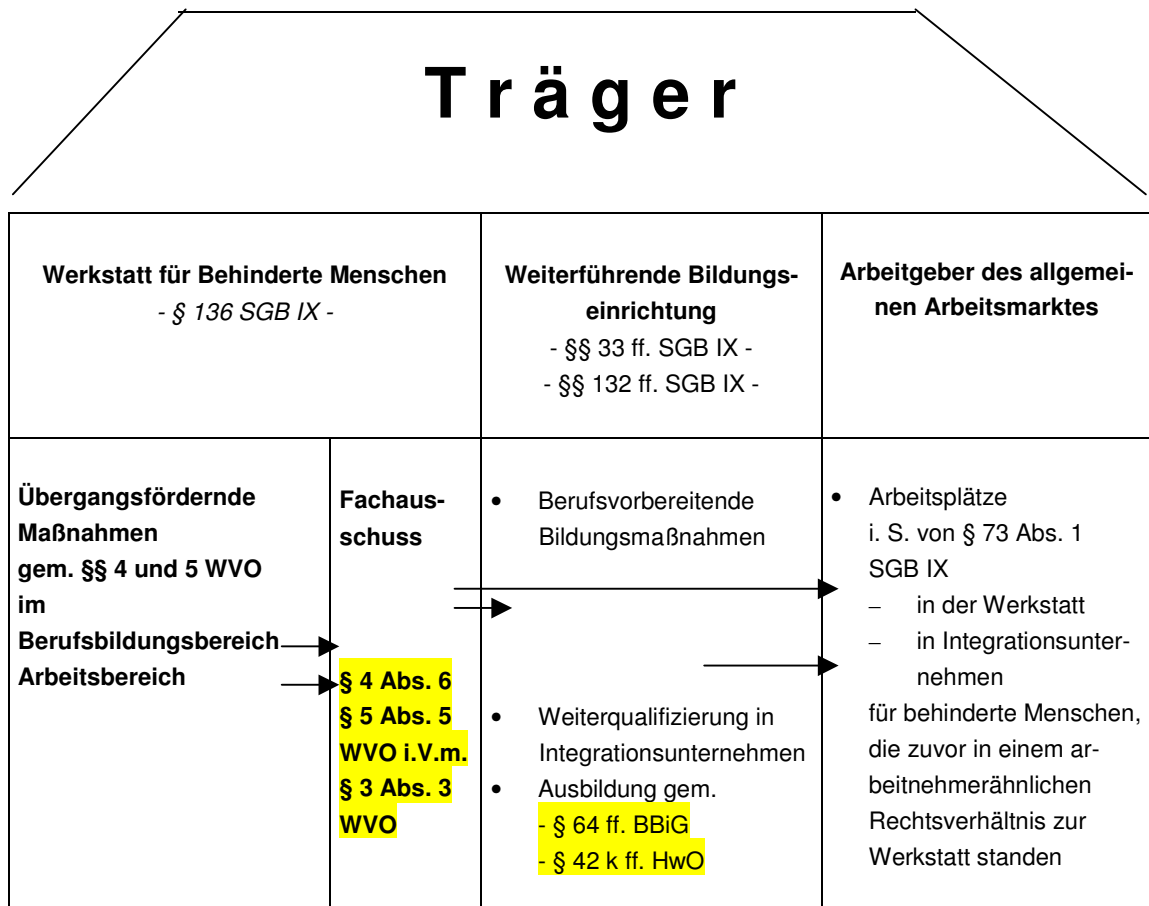 Träger
Werkstatt für Behinderte Menschen
- § 136 SGB IX -
Weiterführende Bildungs-
einrichtung
- §§ 33 ff. SGB IX -
- §§ 132 ff. SGB IX -
Arbeitgeber des allgemei-
nen Arbeitsmarktes
Übergangsfördernde
Maßnahmen
gem. §§ 4 und 5 WVO
im
Berufsbildungsbereich
Arbeitsbereich
Fachaus-
schuss
§ 4 Abs. 6
§ 5 Abs. 5
WVO i.V.m.
§ 3 Abs. 3
WVO
• Berufsvorbereitende
Bildungsmaßnahmen
• Weiterqualifizierung in
Integrationsunternehmen
• Ausbildung gem.
- § 64 ff. BBiG
- § 42 k ff. HwO
• Arbeitsplätze
i. S. von § 73 Abs. 1
SGB IX
– in der Werkstatt
– in Integrationsunter-
nehmen
für behinderte Menschen,
die zuvor in einem ar-
beitnehmerähnlichen
Rechtsverhältnis zur
Werkstatt standen